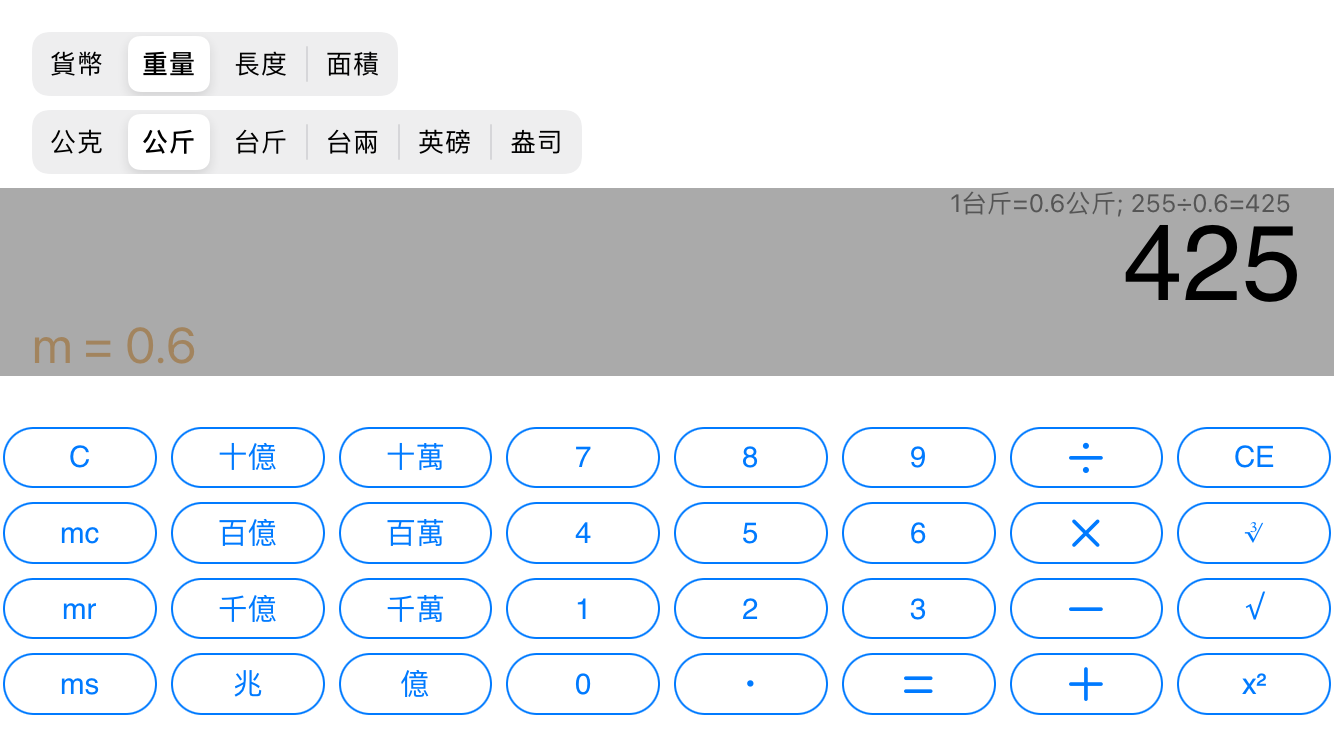 貨幣 重量 長度 面積
公克 公斤 台斤 台兩 英磅 盎司
1台斤=0.6公斤; 255÷0.6=425
425
m = 0.6
C 十億 十萬 7 8 9 ÷ CE
mc 百億 百萬 4 5 6 × ∛
mr 千億 千萬 1 2 3 − √
ms 兆 億 0 · = + x²